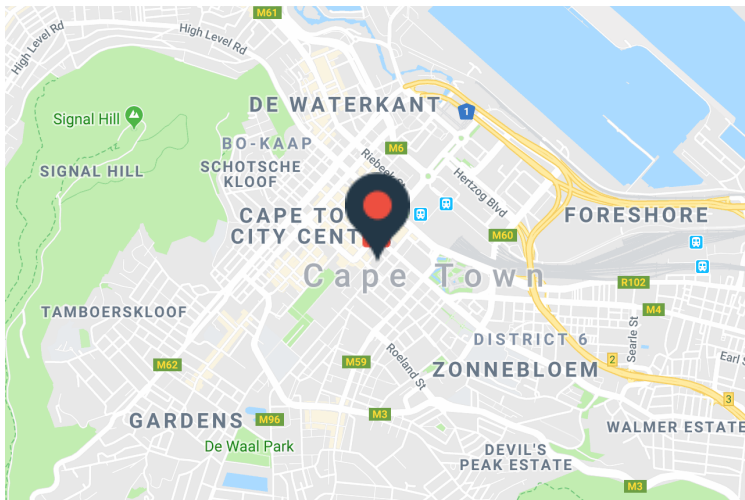 M61
High Level Rd
High Level Rd
DE WATERKANT
1
Signal Hill
BO-KAAP
M6
SIGNAL HILL
SCHOTSCHE
KLOOF
Hertzog Blvd
CAPE TO
CITY CENT
FORESHORE
M60
Cape Town
R102
TAMBOERSKLOOF
M4
Searle St
DISTRICT 6
M62
M59
Roeland St
2
Earl S
ZONNEBLOEM
3
GARDENS
M96
M3
WALMER ESTATE
De Waal Park
DEVIL'S
PEAK ESTATE
M3